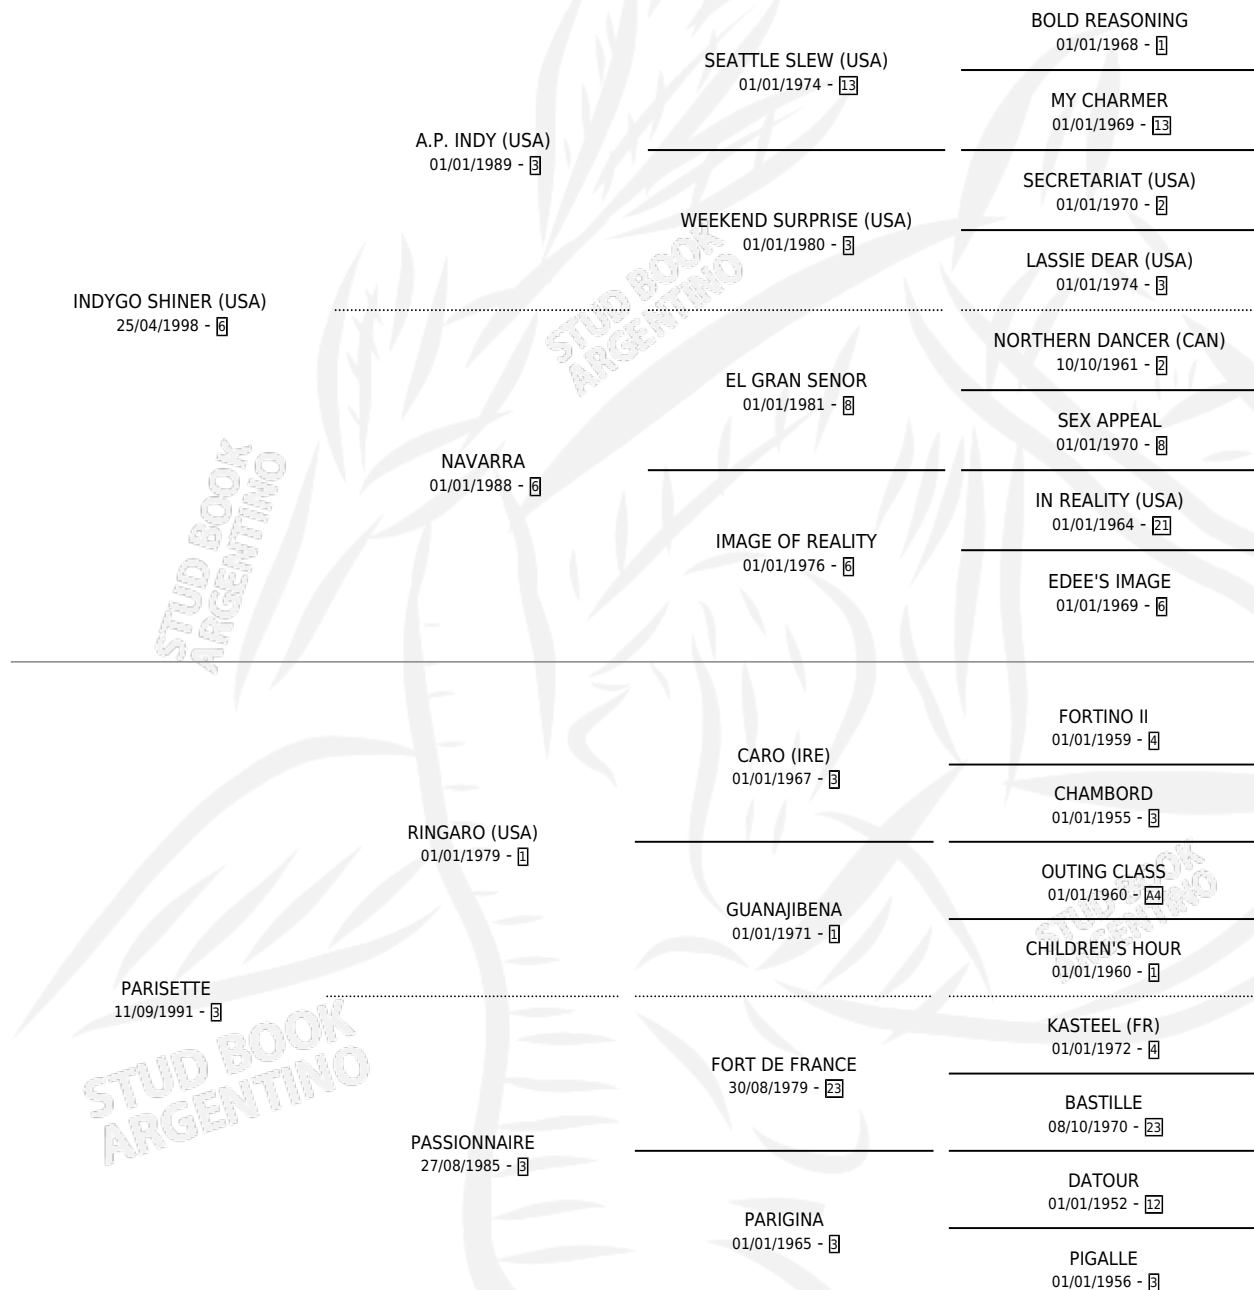 BOLD REASONING
01/01/1968 - 1
SEATTLE SLEW (USA)
01/01/1974 - 13
MY CHARMER
01/01/1969 - 13
A.P. INDY (USA)
01/01/1989 - 3
SECRETARIAT (USA)
01/01/1970 - 2
WEEKEND SURPRISE (USA)
01/01/1980 - 3
LASSIE DEAR (USA)
01/01/1974 - 3
INDYGO SHINER (USA)
25/04/1998 - 6
NORTHERN DANCER (CAN)
10/10/1961 - 2
EL GRAN SENOR
01/01/1981 - 8
SEX APPEAL
01/01/1970 - 8
NAVARRA
01/01/1988 - 6
IN REALITY (USA)
01/01/1964 - 21
IMAGE OF REALITY
01/01/1976 - 6
EDEE'S IMAGE
01/01/1969 - 6
FORTINO II
01/01/1959 - 4
CARO (IRE)
01/01/1967 - 3
CHAMBORD
01/01/1955 - 3
RINGARO (USA)
01/01/1979 - 1
OUTING CLASS
01/01/1960 - A4
GUANAJIBENA
01/01/1971 - 1
CHILDREN'S HOUR
01/01/1960 - 1
PARISETTE
11/09/1991 - 3
KASTEEL (FR)
01/01/1972 - 4
FORT DE FRANCE
30/08/1979 - 23
BASTILLE
08/10/1970 - 23
PASSIONNAIRE
27/08/1985 - 3
DATOUR
01/01/1952 - 12
PARIGINA
01/01/1965 - 3
PIGALLE
01/01/1956 - 3
STUD BOOK
ARGENTINO
STUD BOOK
ARGENTINO
STUD BOOK
ARGENTINO
STUD BOOK
ARGENTINO